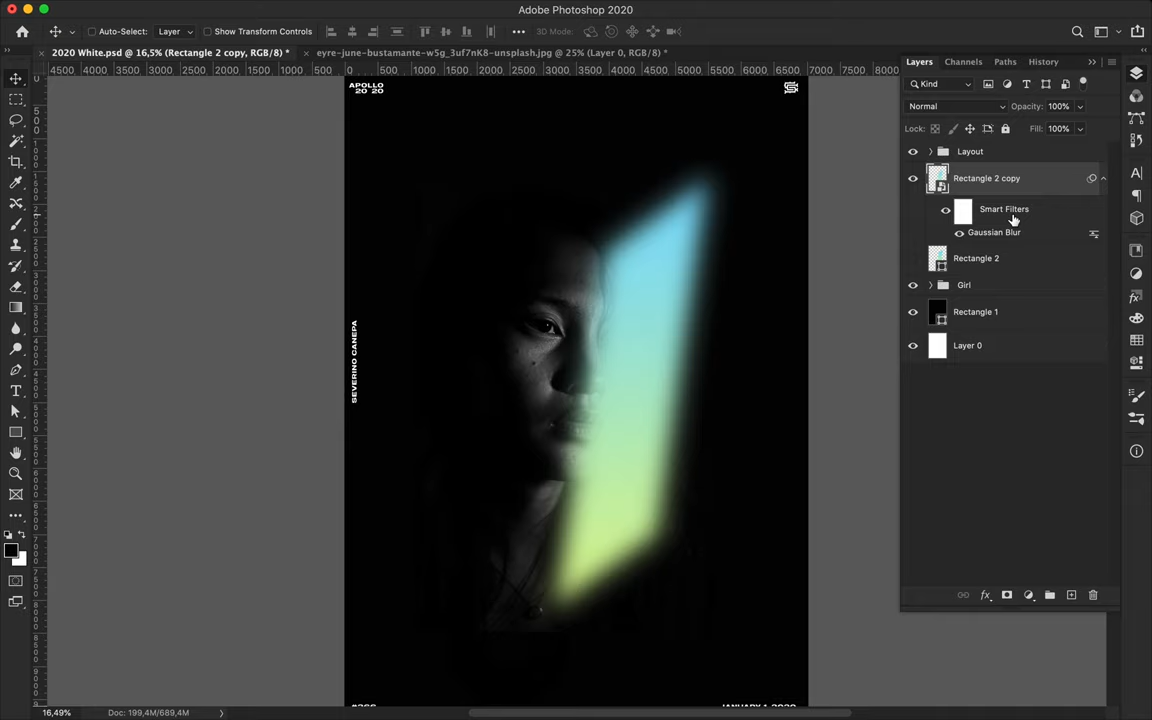 Adobe Photoshop 2020
Auto-Select:
Layer
Show Transform Controls
3D Mode:
2020 White.psd @ 16,5% (Rectangle 2 copy, RGB/8) *
eyre-june-bustamante-w5g_3uf7nK8-unsplash.jpg @ 25% (Layer 0, RGB/8) *
4500 4000 3500 3000 2500 2000 1500 1000 500 0 500 1000 1500 2000 2500 3000 3500 4000 4500 5000 5500 6000 6500 7000 7500 8000
Layers
Channels
Paths
History
Kind
Normal
Opacity: 100%
Lock:
Fill: 100%
Layout
Rectangle 2 copy
Smart Filters
Gaussian Blur
Rectangle 2
Girl
Rectangle 1
Layer 0
APOLLO
20 20
SEVERINO CANEPA
JANUARY 1, 2020
16,49%
Doc: 199,4M/689,4M